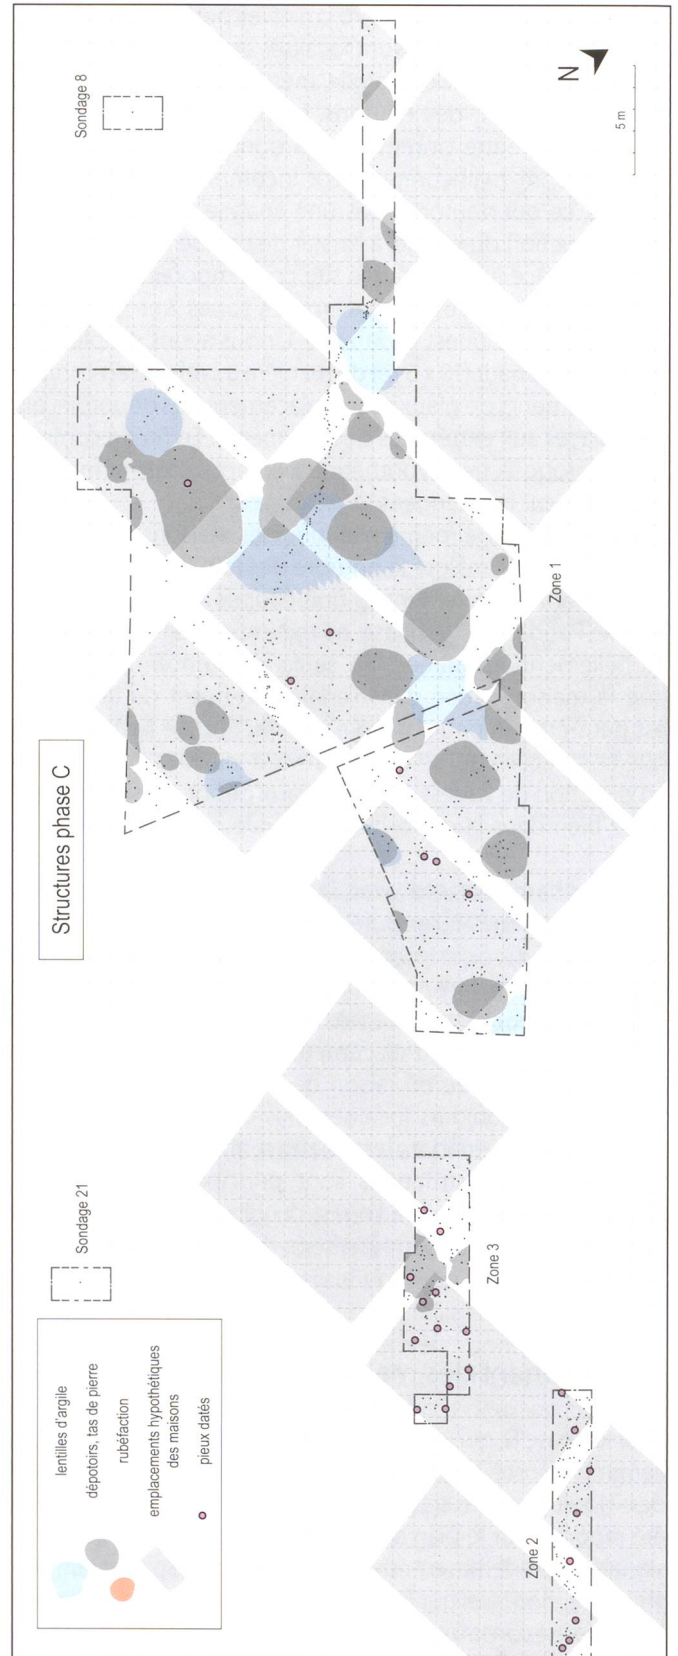 Structures phase C
Sondage 8
N
5 m
Zone 1
Sondage 21
Zone 3
Zone 2
lentilles d'argile
dépotoirs, tas de pierre
rubéfaction
emplacements hypothétiques
des maisons
pieux datés